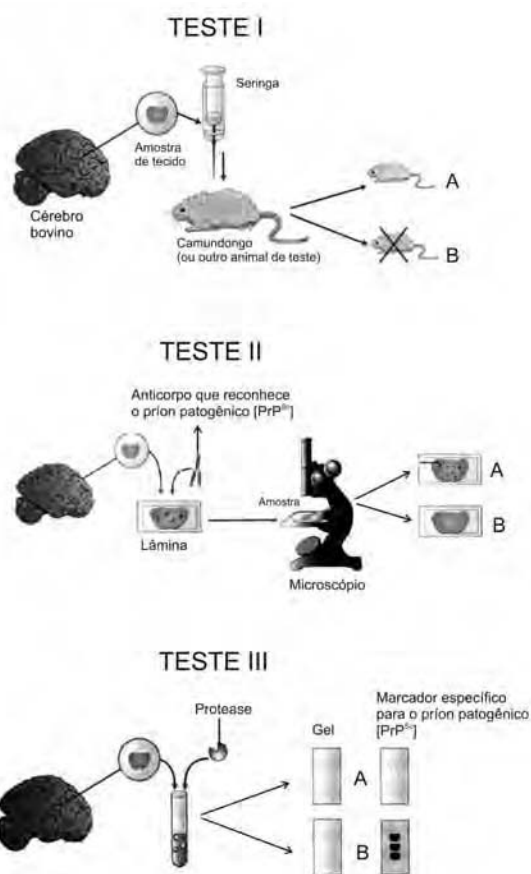 TESTE I
Seringa
Amostra
de tecido
Cérebro
bovino
Camundongo
(ou outro animal de teste)
A
B
TESTE II
Anticorpo que reconhece
o príon patogênico [PrPˢᶜ]
Lâmina
Amostra
Microscópio
A
B
TESTE III
Protease
Gel
Marcador específico
para o príon patogênico
[PrPˢᶜ]
A
B